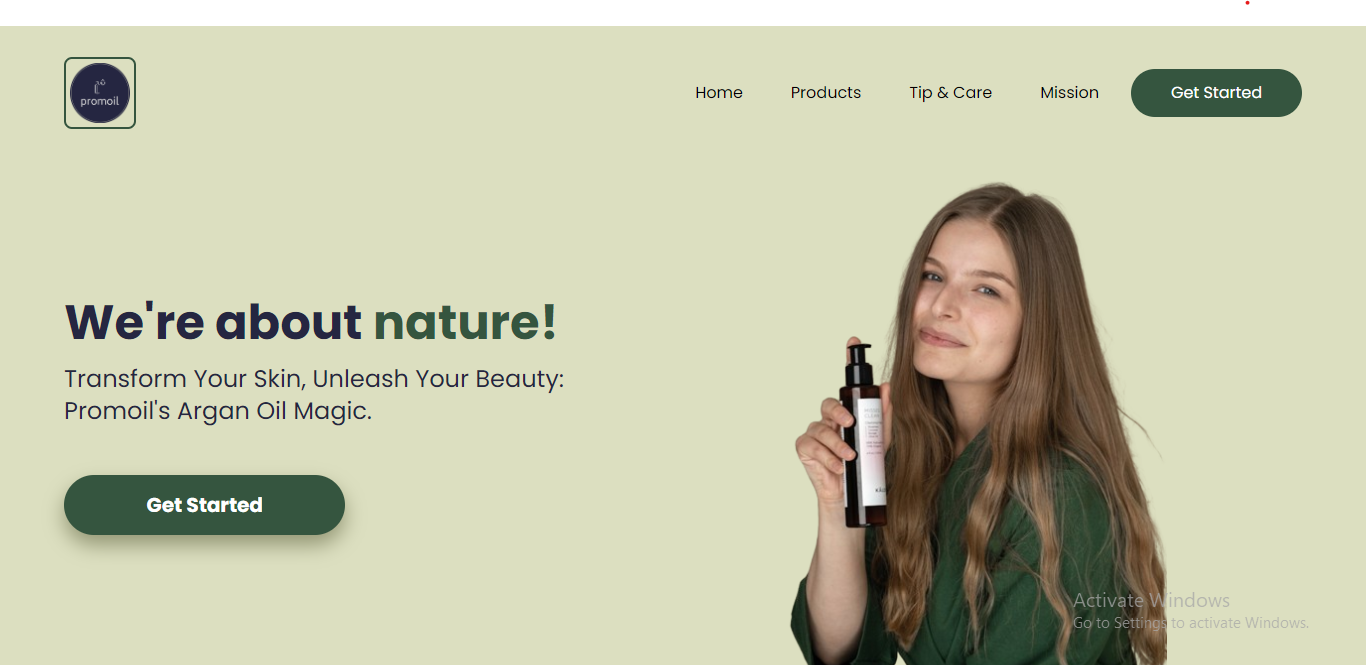 promoil
Home
Products
Tip & Care
Mission
Get Started
We're about nature!
Transform Your Skin, Unleash Your Beauty:
Promoil's Argan Oil Magic.
Get Started
Activate Windows
Go to Settings to activate Windows.